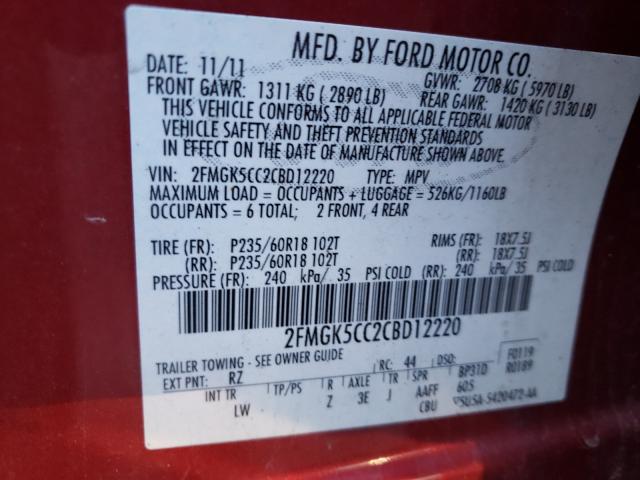 MFD. BY FORD MOTOR CO.
DATE: 11/11 GVWR: 2708 KG ( 5970 LB)
FRONT GAWR: 1311 KG ( 2890 LB) REAR GAWR: 1420 KG ( 3130 LB)
THIS VEHICLE CONFORMS TO ALL APPLICABLE FEDERAL MOTOR
VEHICLE SAFETY AND THEFT PREVENTION STANDARDS
IN EFFECT ON THE DATE OF MANUFACTURE SHOWN ABOVE.
VIN: 2FMGK5CC2CBD12220 TYPE: MPV
MAXIMUM LOAD = OCCUPANTS + LUGGAGE = 526KG/1160LB
OCCUPANTS = 6 TOTAL; 2 FRONT, 4 REAR
TIRE (FR): P235/60R18 102T RIMS (FR): 18X7.5J
(RR): P235/60R18 102T (RR): 18X7.5J
PRESSURE (FR): 240 kPa/ 35 PSI COLD (RR): 240 kPa/ 35 PSI COLD
2FMGK5CC2CBD12220
TRAILER TOWING - SEE OWNER GUIDE RC: 44 DSO: F0119
EXT PNT: RZ R0189
INT TR TP/PS R AXLE TR SPR BP31D
LW Z 3E J AAFF 605
CBU 5U5A-5420472-AA